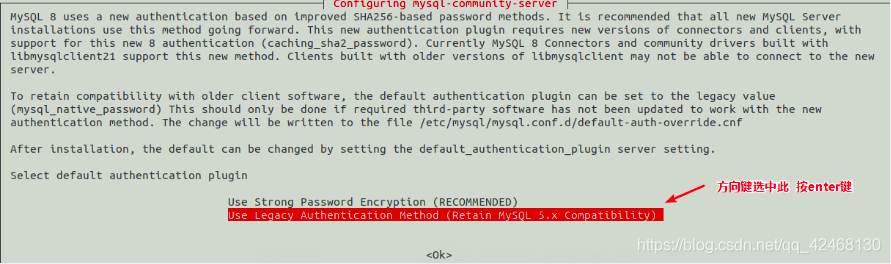 Configuring mysql-community-server
MySQL 8 uses a new authentication based on improved SHA256-based password methods. It is recommended that all new MySQL Server
installations use this method going forward. This new authentication plugin requires new versions of connectors and clients, with
support for this new 8 authentication (caching_sha2_password). Currently MySQL 8 Connectors and community drivers built with
libmysqlclient21 support this new method. Clients built with older versions of libmysqlclient may not be able to connect to the new
server.
To retain compatibility with older client software, the default authentication plugin can be set to the legacy value
(mysql_native_password) This should only be done if required third-party software has not been updated to work with the new
authentication method. The change will be written to the file /etc/mysql/mysql.conf.d/default-auth-override.cnf
After installation, the default can be changed by setting the default_authentication_plugin server setting.
Select default authentication plugin
方向键选中此 按enter键
Use Strong Password Encryption (RECOMMENDED)
Use Legacy Authentication Method (Retain MySQL 5.x Compatibility)
<Ok>
https://blog.csdn.net/qq_42468130